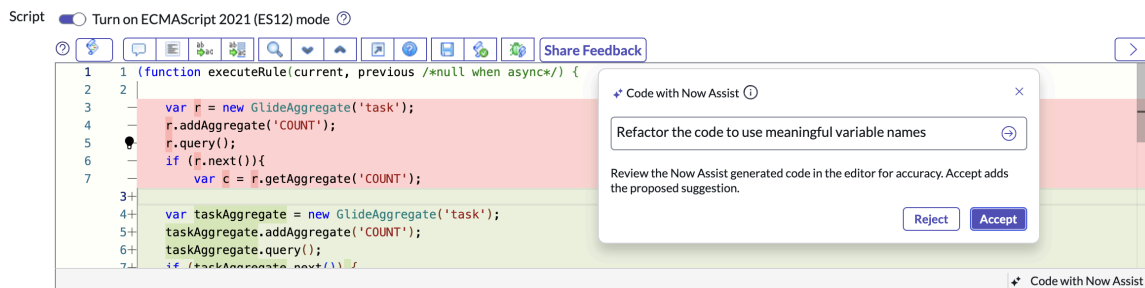 Script Turn on ECMAScript 2021 (ES12) mode ?
Share Feedback
1 1 (function executeRule(current, previous /*null when async*/) {
2 2
3 — var r = new GlideAggregate('task');
4 — r.addAggregate('COUNT');
5 — r.query();
6 — if (r.next()){
7 — var c = r.getAggregate('COUNT');
3+
4+ var taskAggregate = new GlideAggregate('task');
5+ taskAggregate.addAggregate('COUNT');
6+ taskAggregate.query();
7+ if (taskAggregate.next()) {
Code with Now Assist
Refactor the code to use meaningful variable names
Review the Now Assist generated code in the editor for accuracy. Accept adds
the proposed suggestion.
Reject Accept
Code with Now Assist